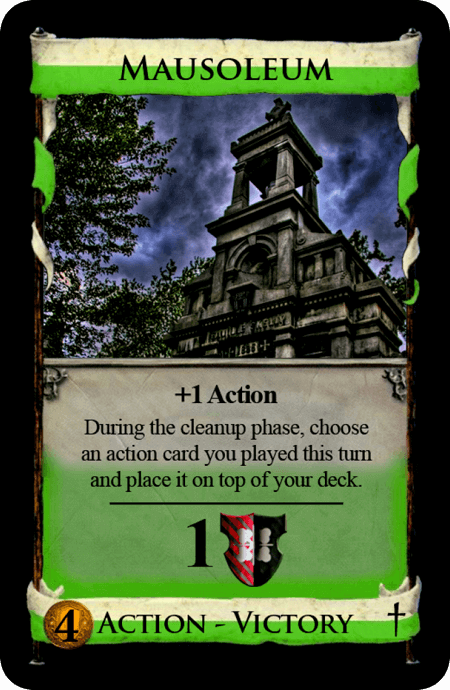 MAUSOLEUM
+1 Action
During the cleanup phase, choose
an action card you played this turn
and place it on top of your deck.
1
4 ACTION - VICTORY †